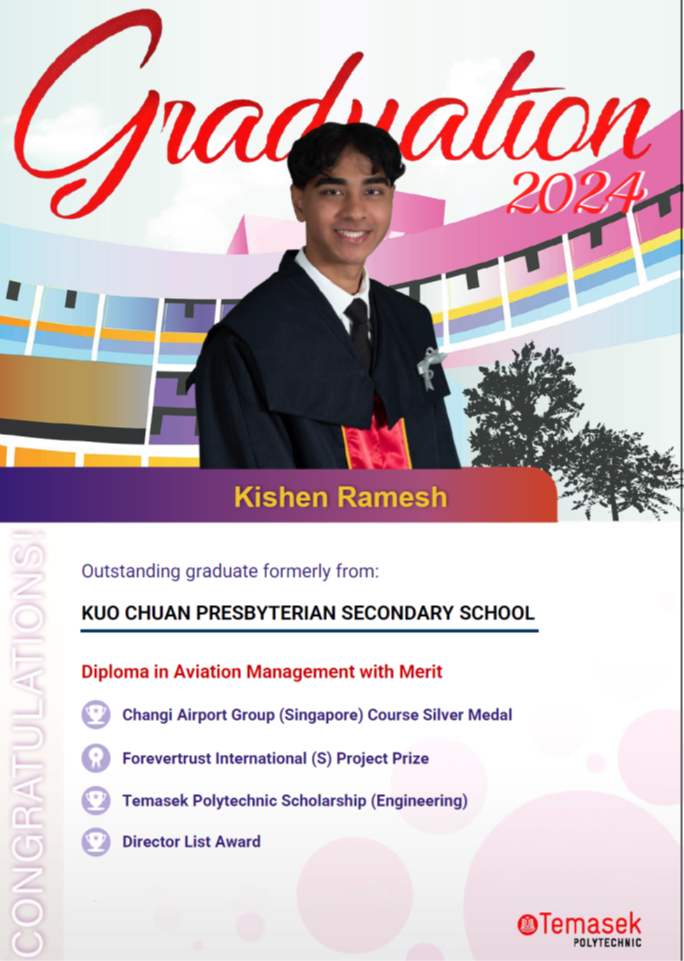 Graduation
2024
Kishen Ramesh
CONGRATULATIONS!
Outstanding graduate formerly from:
KUO CHUAN PRESBYTERIAN SECONDARY SCHOOL
Diploma in Aviation Management with Merit
Changi Airport Group (Singapore) Course Silver Medal
Forevertrust International (S) Project Prize
Temasek Polytechnic Scholarship (Engineering)
Director List Award
Temasek
POLYTECHNIC